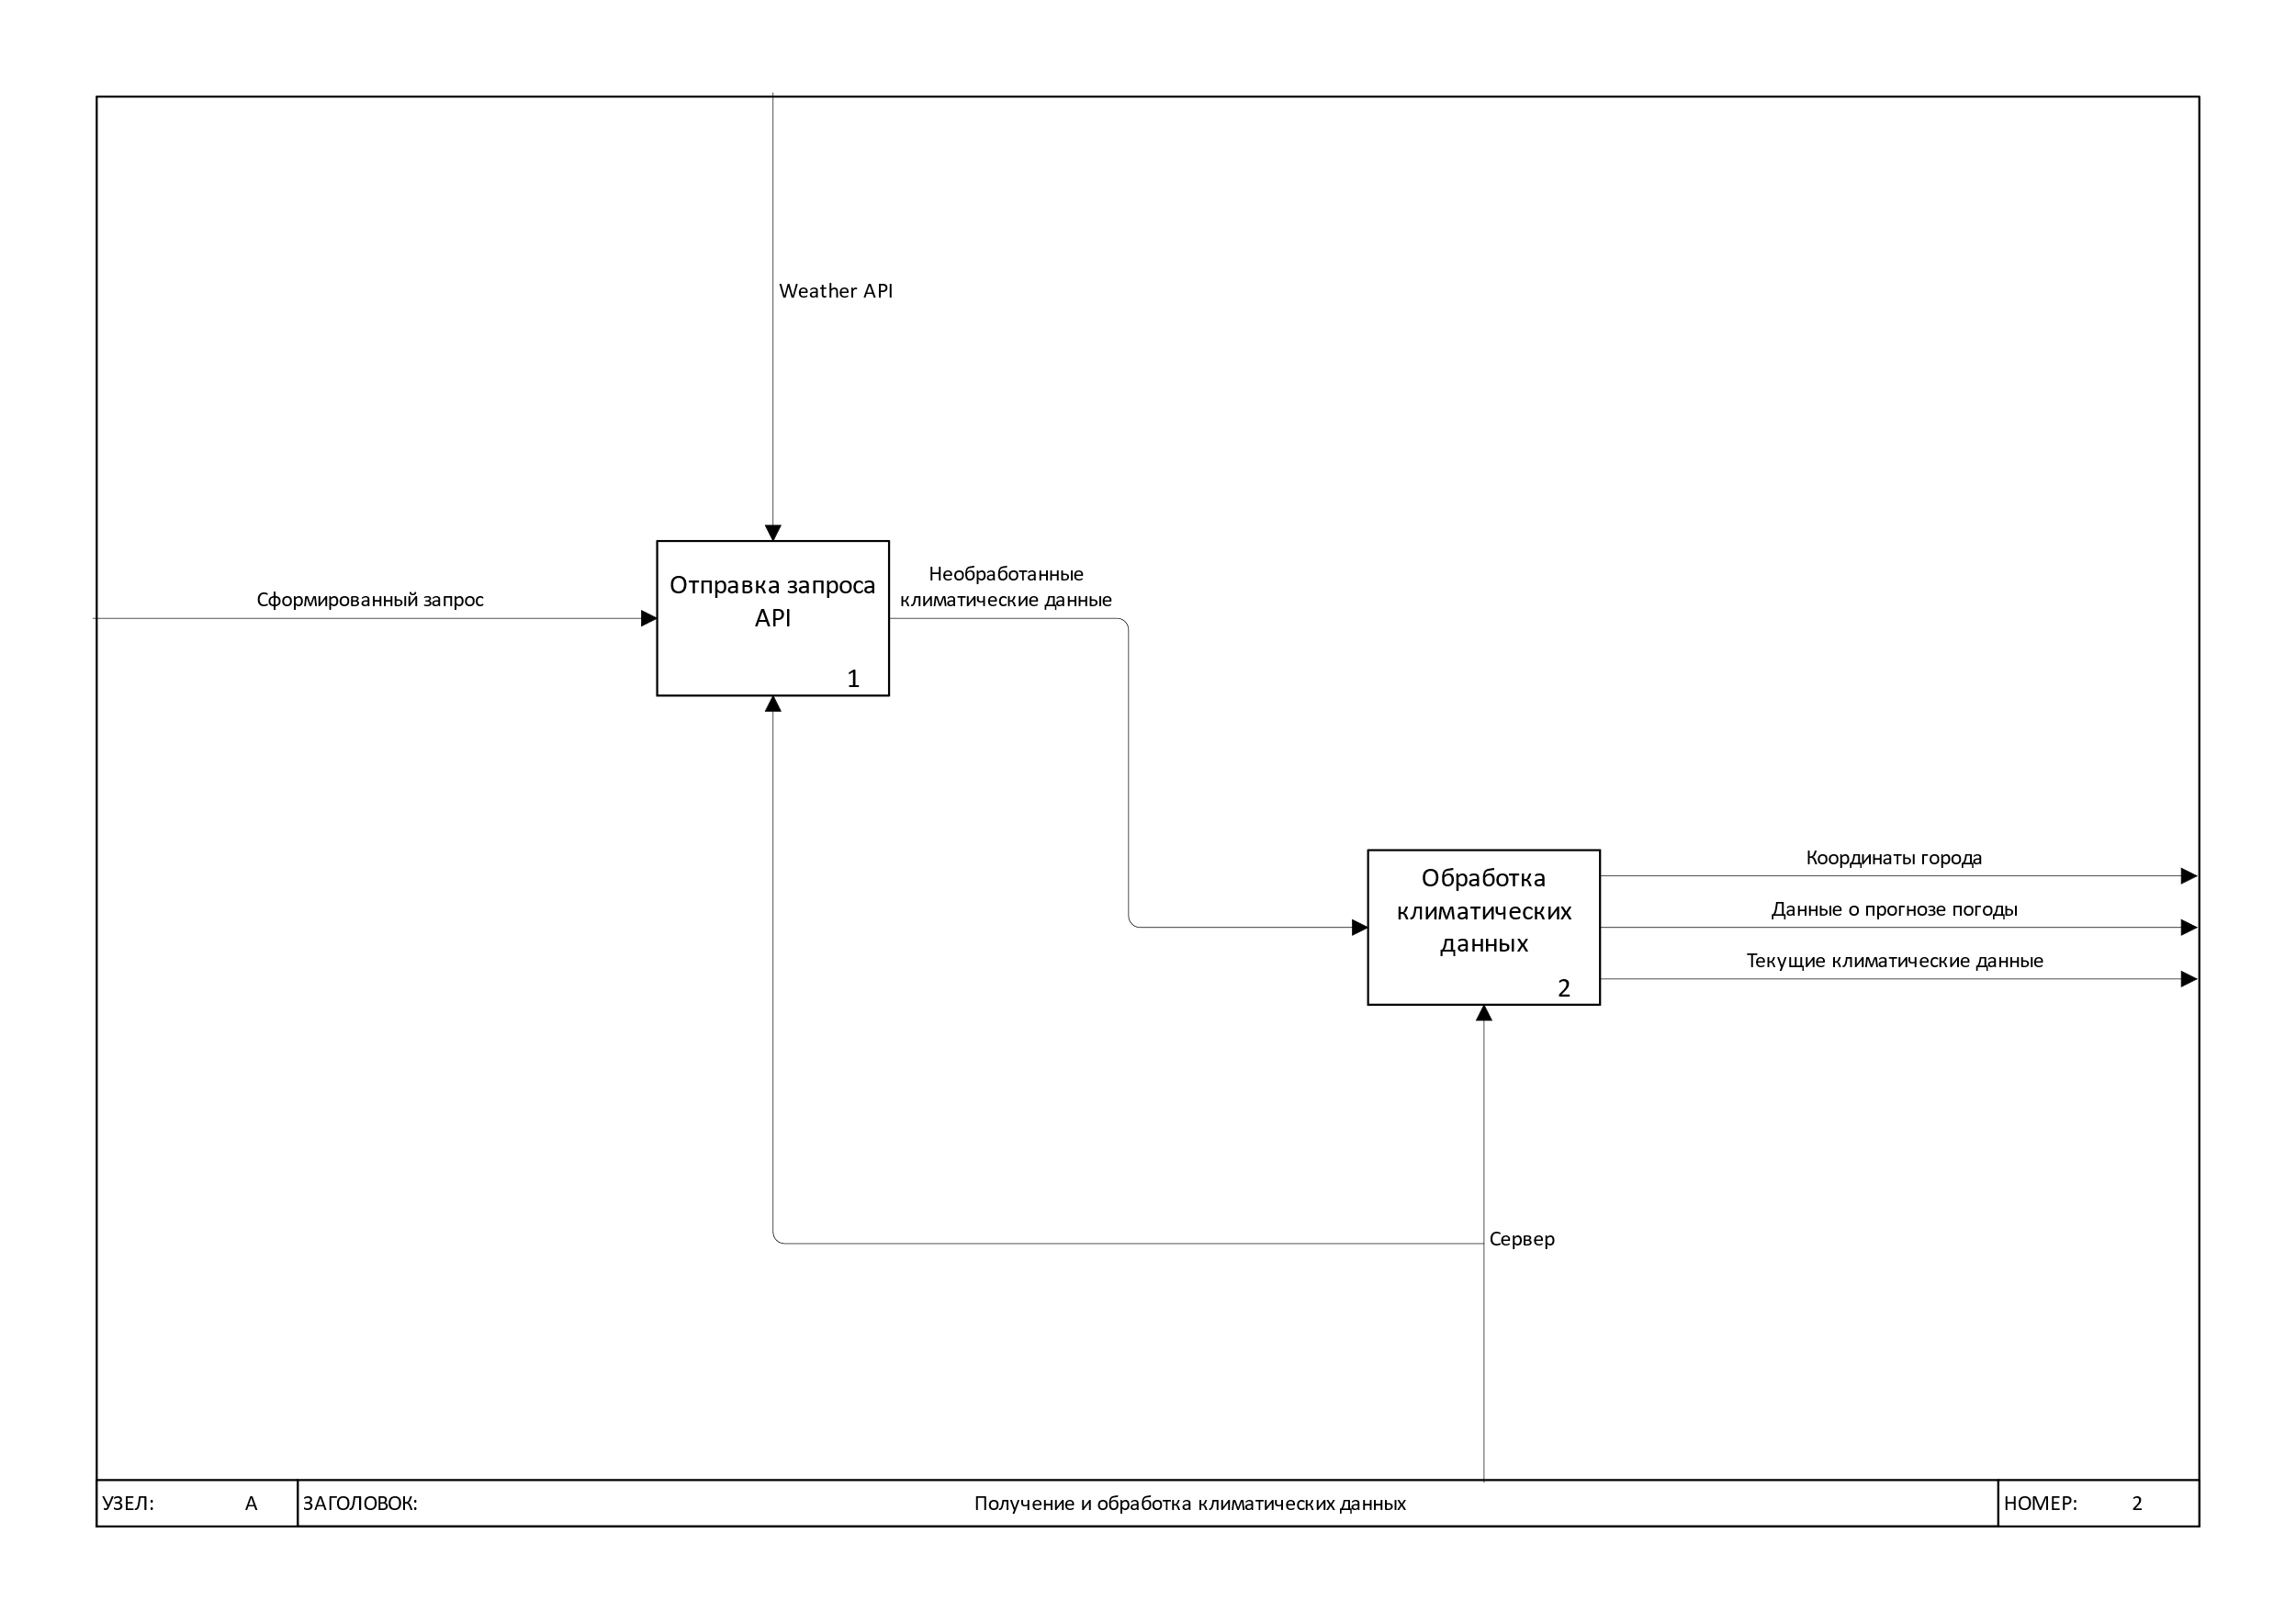 Weather API
Сформированный запрос
Отправка запроса
API
1
Необработанные
климатические данные
Обработка
климатических
данных
2
Координаты города
Данные о прогнозе погоды
Текущие климатические данные
Сервер
УЗЕЛ: A
ЗАГОЛОВОК: Получение и обработка климатических данных
НОМЕР: 2